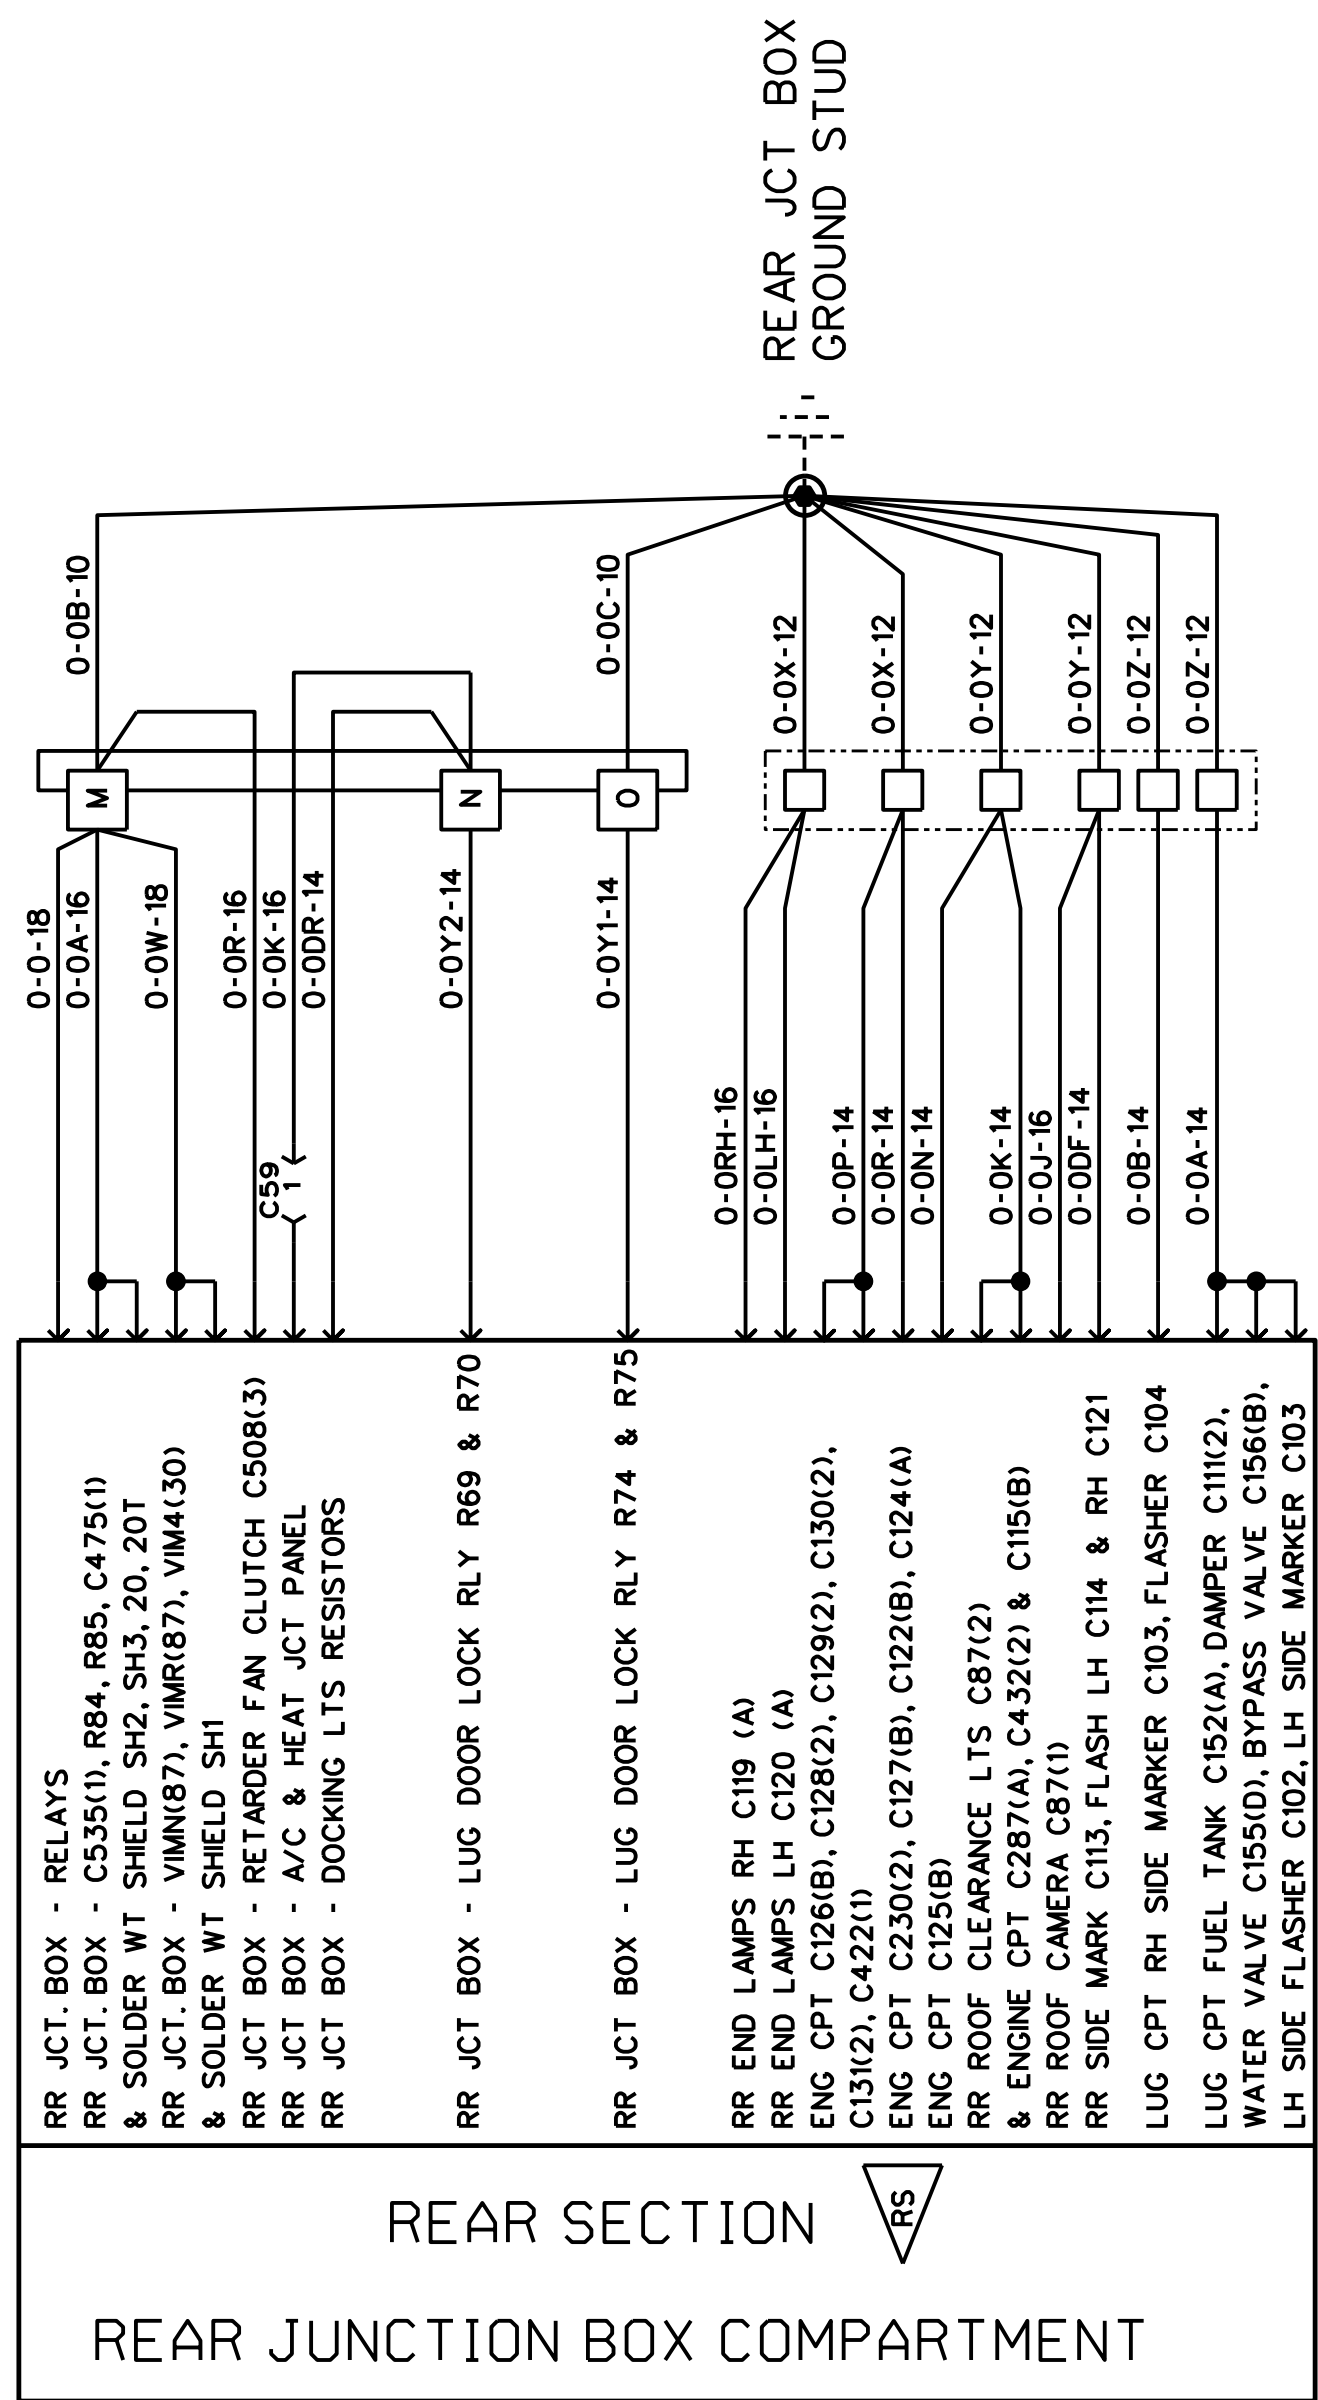 REAR JCT BOX
GROUND STUD
0-0B-10
0-0C-10
0-0X-12
0-0X-12
0-0Y-12
0-0Y-12
0-0Z-12
0-0Z-12
M
N
O
0-0-18
0-0A-16
0-0W-18
0-0R-16
0-0K-16
0-0DR-14
0-0Y2-14
0-0Y1-14
C59
1
0-0RH-16
0-0LH-16
0-0P-14
0-0R-14
0-0N-14
0-0K-14
0-0J-16
0-0DF-14
0-0B-14
0-0A-14
RR JCT. BOX - RELAYS
RR JCT. BOX - C535(1), R84, R85, C475(1)
& SOLDER WT SHIELD SH2, SH3, 20, 20T
RR JCT. BOX - VIMN(87), VIMR(87), VIM4(30)
& SOLDER WT SHIELD SH1
RR JCT BOX - RETARDER FAN CLUTCH C508(3)
RR JCT BOX - A/C & HEAT JCT PANEL
RR JCT BOX - DOCKING LTS RESISTORS
RR JCT BOX - LUG DOOR LOCK RLY R69 & R70
RR JCT BOX - LUG DOOR LOCK RLY R74 & R75
RR END LAMPS RH C119 (A)
RR END LAMPS LH C120 (A)
ENG CPT C126(B), C128(2), C129(2), C130(2),
C131(2), C422(1)
ENG CPT C230(2), C127(B), C122(B), C124(A)
ENG CPT C125(B)
RR ROOF CLEARANCE LTS C87(2)
& ENGINE CPT C287(A), C432(2) & C115(B)
RR ROOF CAMERA C87(1)
RR SIDE MARK C113, FLASH LH C114 & RH C121
LUG CPT RH SIDE MARKER C103, FLASHER C104
LUG CPT FUEL TANK C152(A), DAMPER C111(2),
WATER VALVE C155(D), BYPASS VALVE C156(B),
LH SIDE FLASHER C102, LH SIDE MARKER C103
REAR SECTION
RS
REAR JUNCTION BOX COMPARTMENT